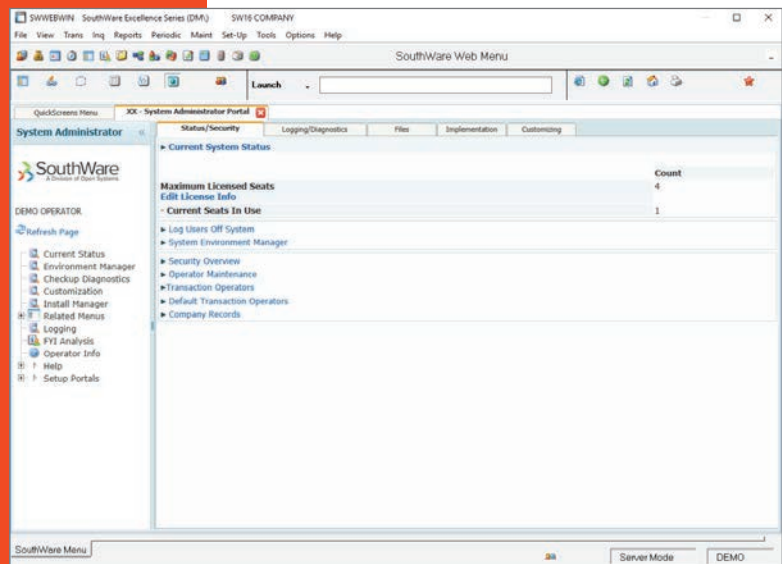 SWWEBWIN SouthWare Excellence Series (DM\) SW16 COMPANY
File View Trans Inq Reports Periodic Maint Set-Up Tools Options Help
SouthWare Web Menu
Launch
QuickScreens Menu XX - System Administrator Portal
System Administrator
Status/Security Logging/Diagnostics Files Implementation Customizing
SouthWare
A Division of Open Systems
DEMO OPERATOR
Refresh Page
Current Status
Environment Manager
Checkup Diagnostics
Customization
Install Manager
Related Menus
Logging
FYI Analysis
Operator Info
Help
Setup Portals
Current System Status
Count
Maximum Licensed Seats 4
Edit License Info
- Current Seats In Use 1
Log Users Off System
System Environment Manager
Security Overview
Operator Maintenance
Transaction Operators
Default Transaction Operators
Company Records
SouthWare Menu
Server Mode DEMO